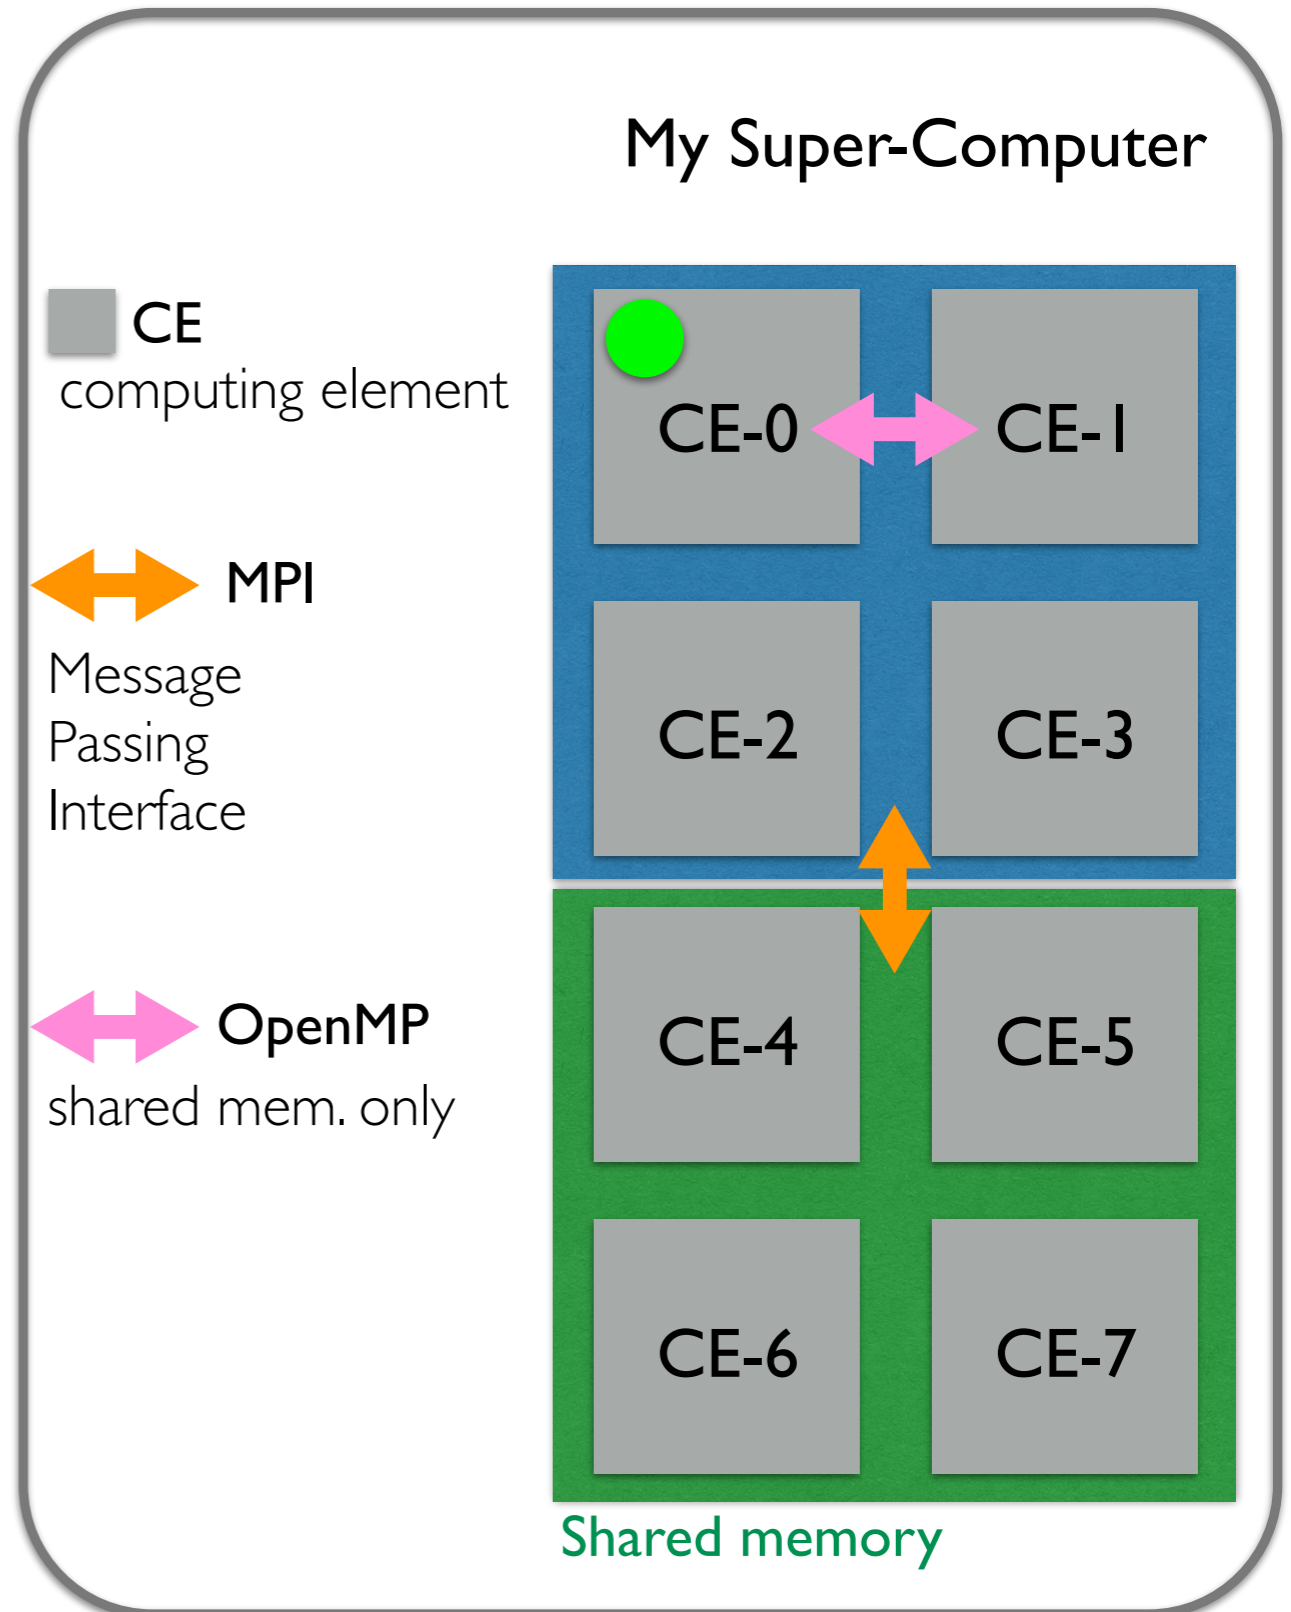 My Super-Computer
CE
computing element
MPI
Message
Passing
Interface
OpenMP
shared mem. only
CE-0
CE-1
CE-2
CE-3
CE-4
CE-5
CE-6
CE-7
Shared memory